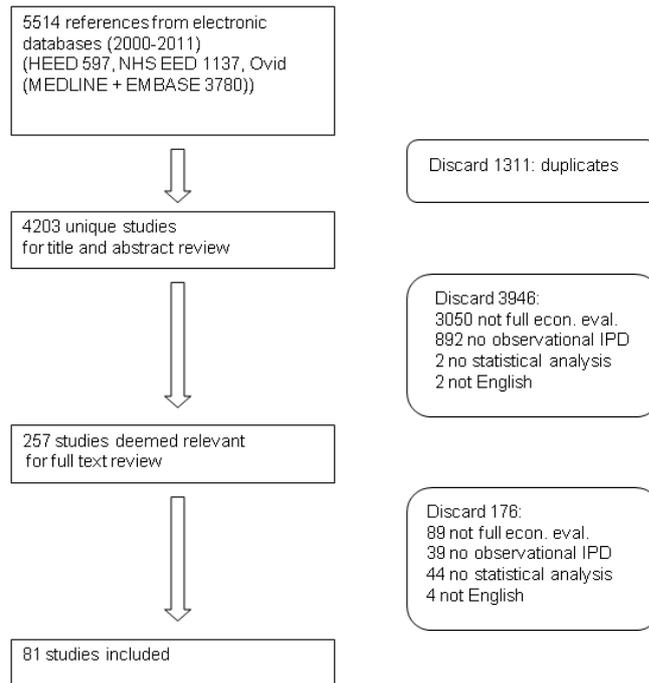 5514 references from electronic
databases (2000-2011)
(HEED 597, NHS EED 1137, Ovid
(MEDLINE + EMBASE 3780))
Discard 1311: duplicates
4203 unique studies
for title and abstract review
Discard 3946:
3050 not full econ. eval.
892 no observational IPD
2 no statistical analysis
2 not English
257 studies deemed relevant
for full text review
Discard 176:
89 not full econ. eval.
39 no observational IPD
44 no statistical analysis
4 not English
81 studies included